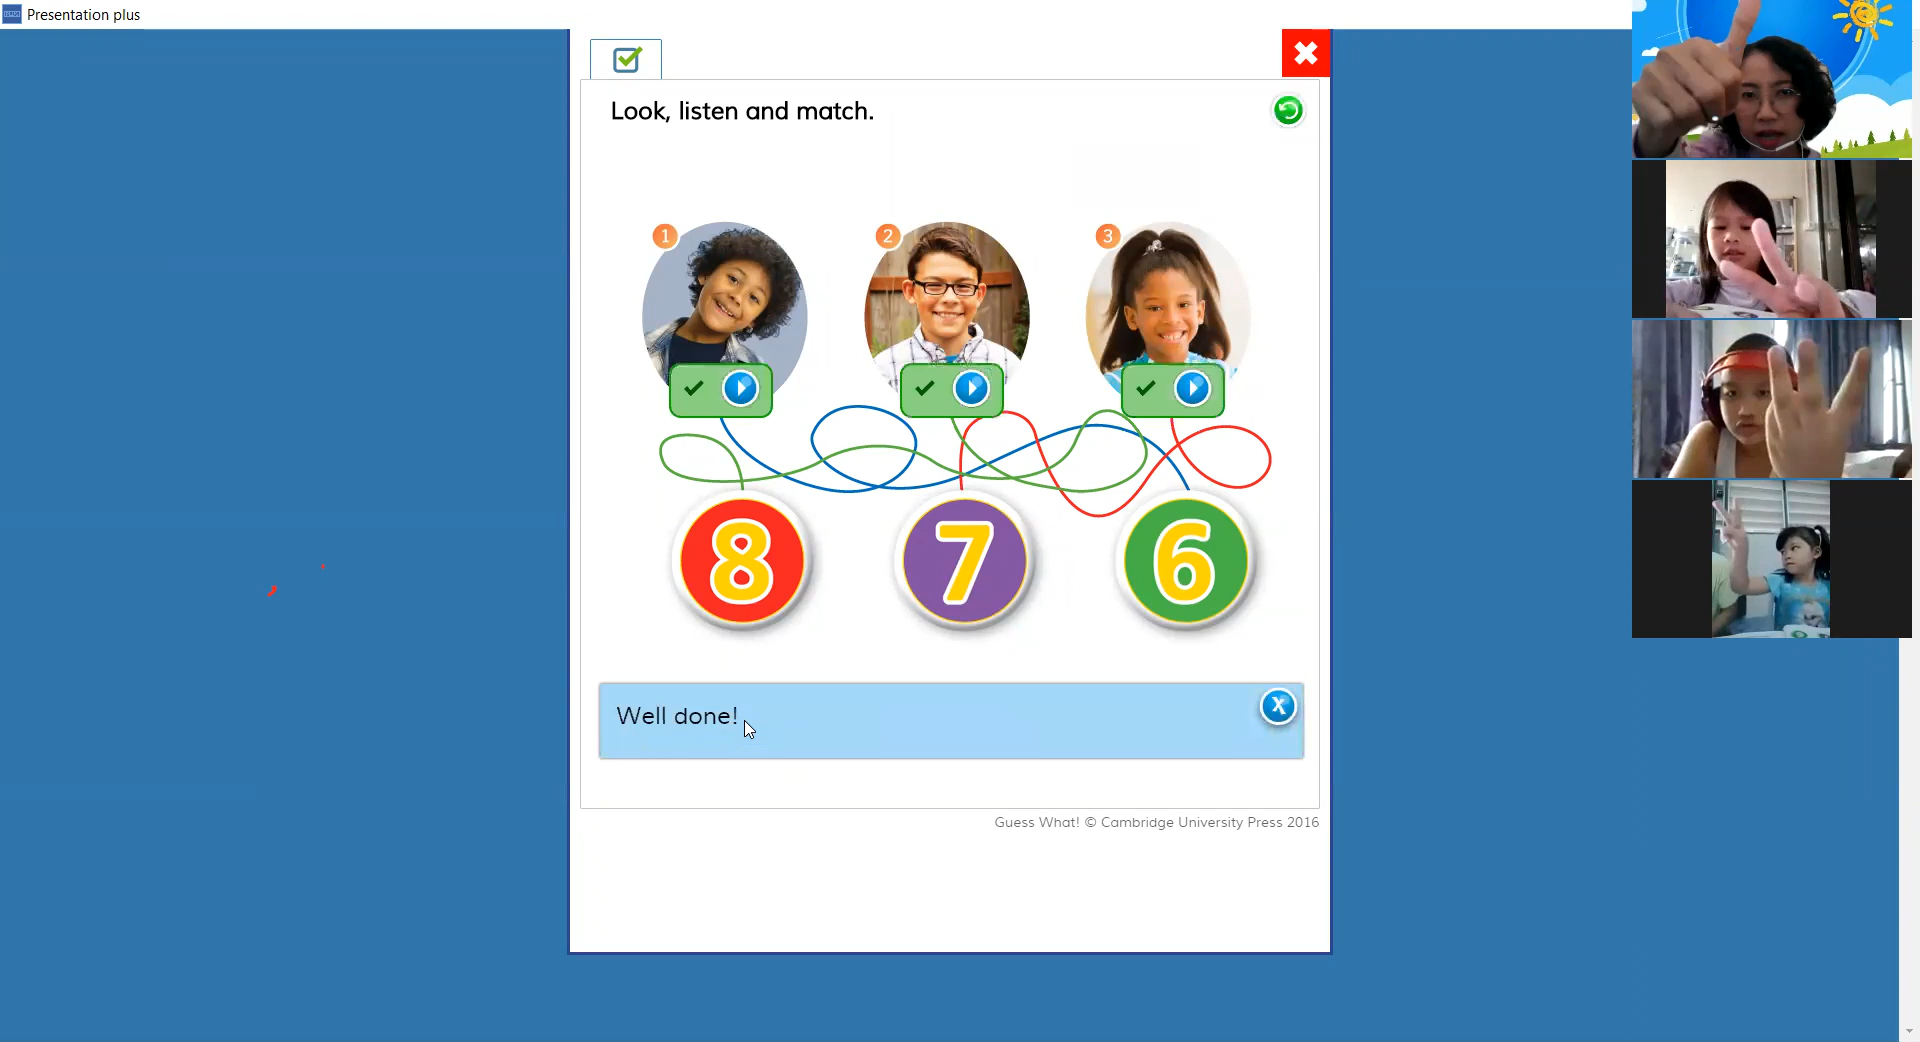 Presentation plus
Look, listen and match.
1
2
3
8
7
6
Well done!
X
Guess What! © Cambridge University Press 2016